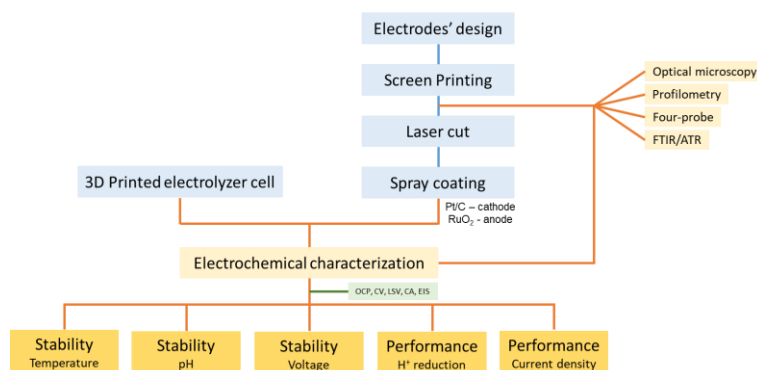 Electrodes' design
Screen Printing
Optical microscopy
Profilometry
Four-probe
FTIR/ATR
Laser cut
3D Printed electrolyzer cell
Spray coating
Pt/C – cathode
RuO₂ - anode
Electrochemical characterization
OCP, CV, LSV, CA, EIS
Stability
Temperature
Stability
pH
Stability
Voltage
Performance
H⁺ reduction
Performance
Current density